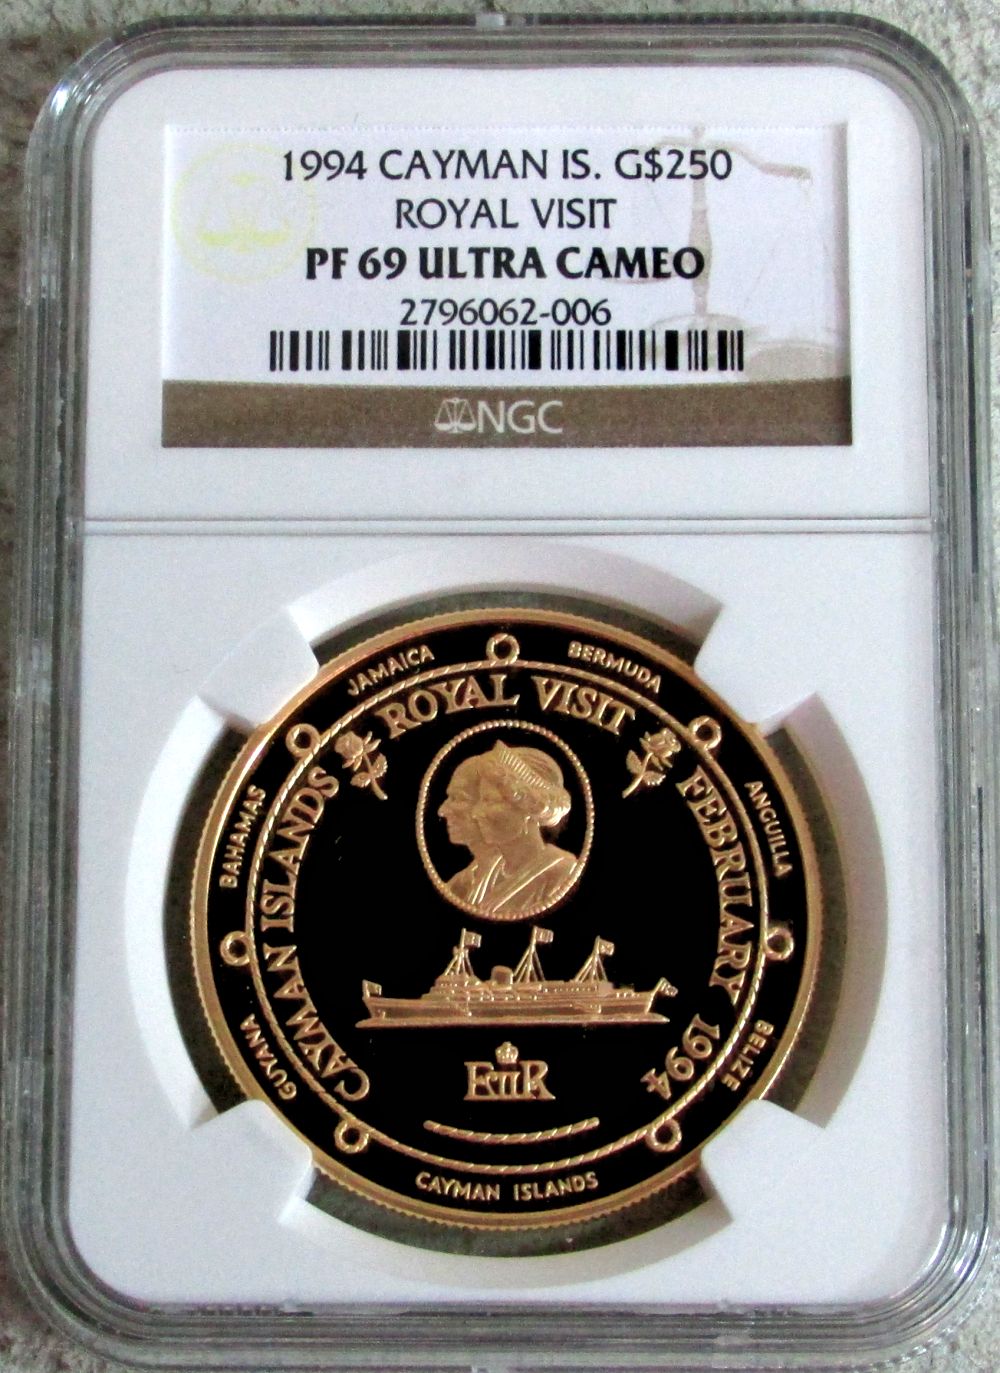 1994 CAYMAN IS. G$250
ROYAL VISIT
PF 69 ULTRA CAMEO
2796062-006
NGC
JAMAICA
BERMUDA
ANGUILLA
BELIZE
CAYMAN ISLANDS
GUYANA
BAHAMAS
CAYMAN ISLANDS ROYAL VISIT FEBRUARY 1994
EIIR